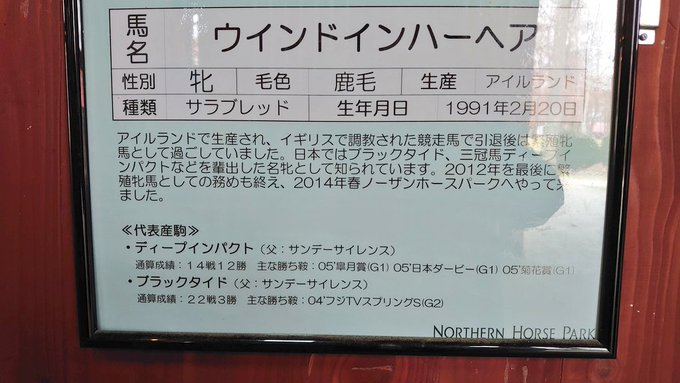 馬名 ウインドインハーヘア
性別 牝 毛色 鹿毛 生産 アイルランド
種類 サラブレッド 生年月日 1991年2月20日
アイルランドで生産され、イギリスで調教された競走馬で引退後は繁殖牝
馬として過ごしていました。日本ではブラックタイド、三冠馬ディープイ
ンパクトなどを輩出した名牝として知られています。2012年を最後に繁
殖牝馬としての務めも終え、2014年春ノーザンホースパークへやって来
ました。
≪代表産駒≫
・ディープインパクト（父：サンデーサイレンス）
通算成績：14戦12勝 主な勝ち鞍：05’皐月賞(G1) 05’日本ダービー(G1) 05’菊花賞(G1)
・ブラックタイド（父：サンデーサイレンス）
通算成績：22戦3勝 主な勝ち鞍：04’フジTVスプリングS(G2)
NORTHERN HORSE PARK